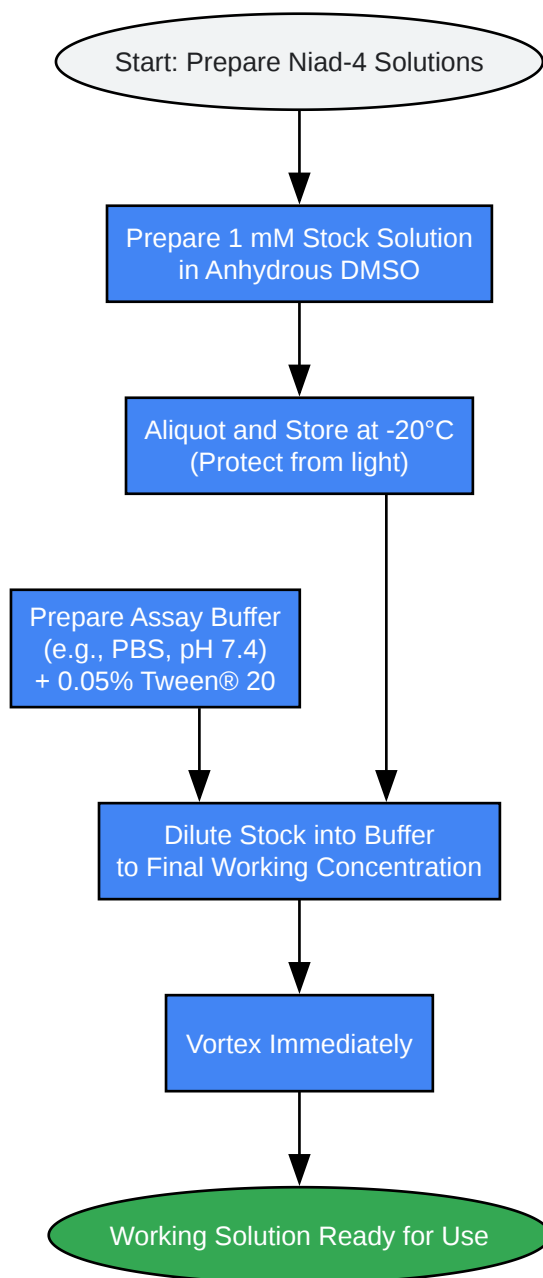 Start: Prepare Niad-4 Solutions
Prepare 1 mM Stock Solution
in Anhydrous DMSO
Aliquot and Store at -20°C
(Protect from light)
Prepare Assay Buffer
(e.g., PBS, pH 7.4)
+ 0.05% Tween® 20
Dilute Stock into Buffer
to Final Working Concentration
Vortex Immediately
Working Solution Ready for Use